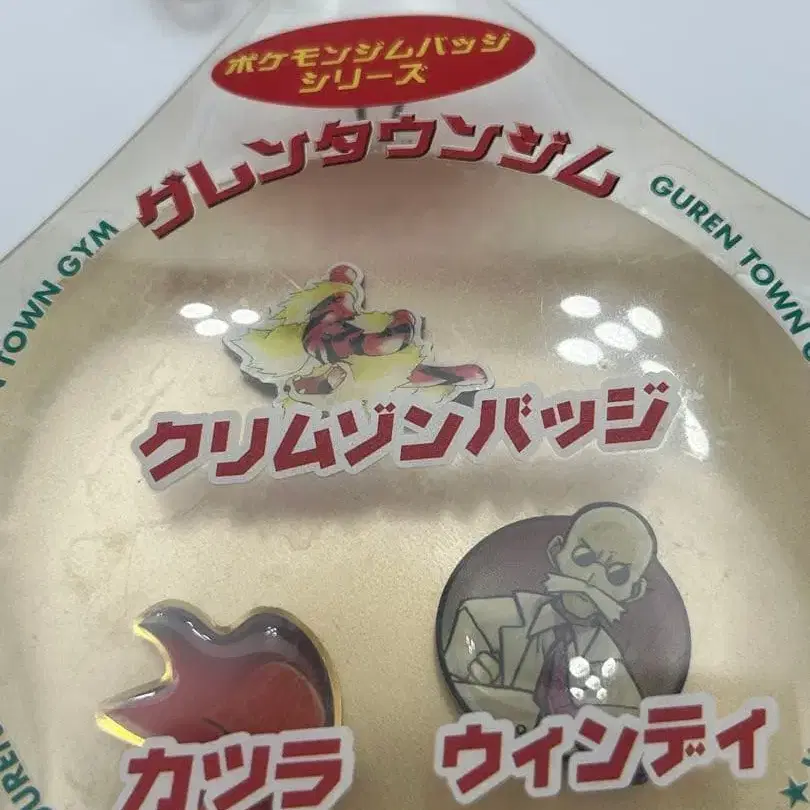 ポケモンジムバッジ
シリーズ
グレンタウンジム
TOWN GYM
GUREN TOWN
クリムゾンバッジ
カツラ
ウィンディ